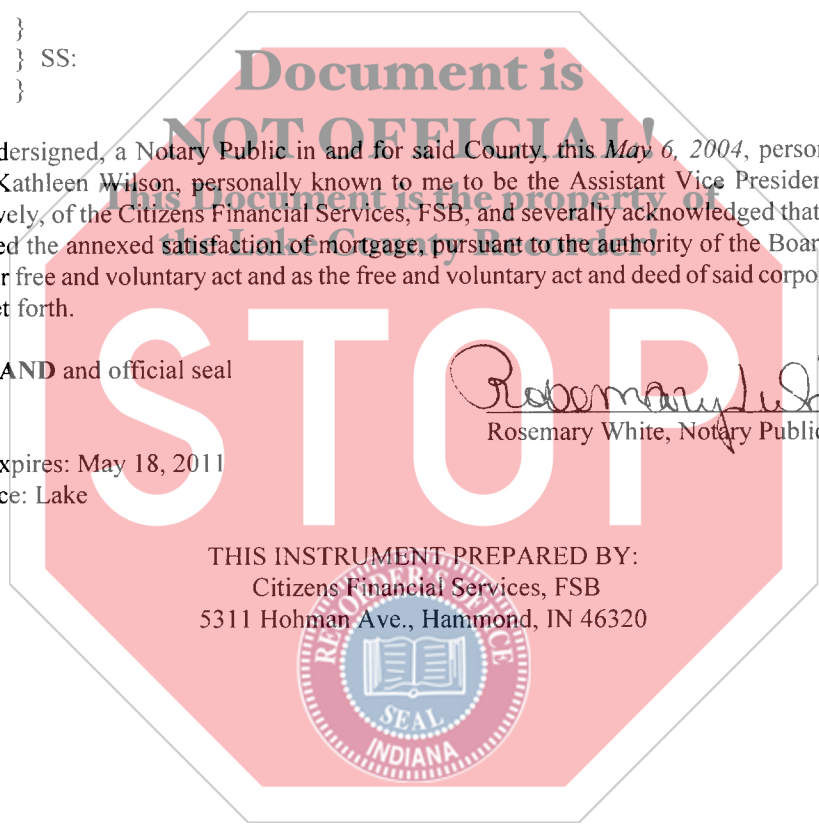 }
} SS:
}
Document is
NOT OFFICIAL!
This Document is the property of
the Lake County Recorder!
dersigned, a Notary Public in and for said County, this May 6, 2004, person
Kathleen Wilson, personally known to me to be the Assistant Vice Presiden
vely, of the Citizens Financial Services, FSB, and severally acknowledged that
ed the annexed satisfaction of mortgage, pursuant to the authority of the Boar
r free and voluntary act and as the free and voluntary act and deed of said corpo
et forth.
STOP
AND and official seal
Rosemary
Rosemary White, Notary Public
xpires: May 18, 2011
ce: Lake
THIS INSTRUMENT PREPARED BY:
Citizens Financial Services, FSB
5311 Hohman Ave., Hammond, IN 46320
RECORDER'S OFFICE
SEAL
INDIANA